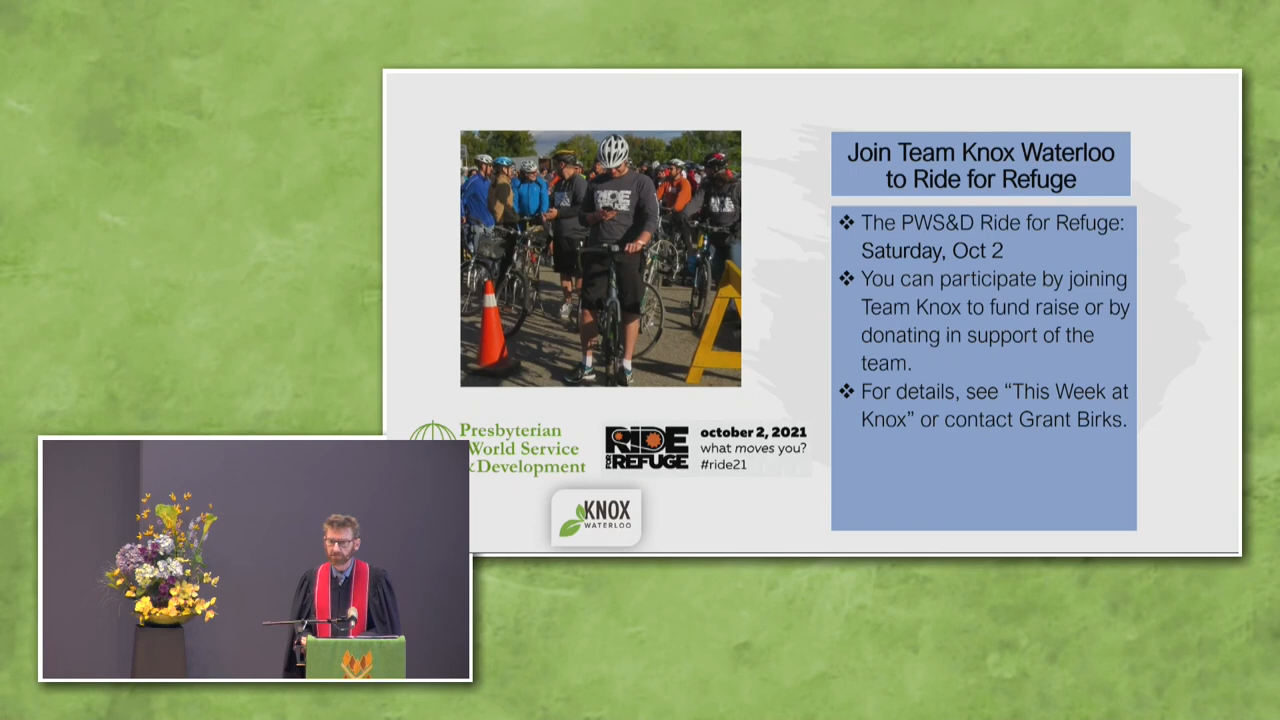 Join Team Knox Waterloo
to Ride for Refuge
❖ The PWS&D Ride for Refuge:
Saturday, Oct 2
❖ You can participate by joining
Team Knox to fund raise or by
donating in support of the
team.
❖ For details, see “This Week at
Knox” or contact Grant Birks.
RIDE
REFUGE
Presbyterian
World Service
&Development
RIDE
FOR REFUGE
october 2, 2021
what moves you?
#ride21
KNOX
WATERLOO